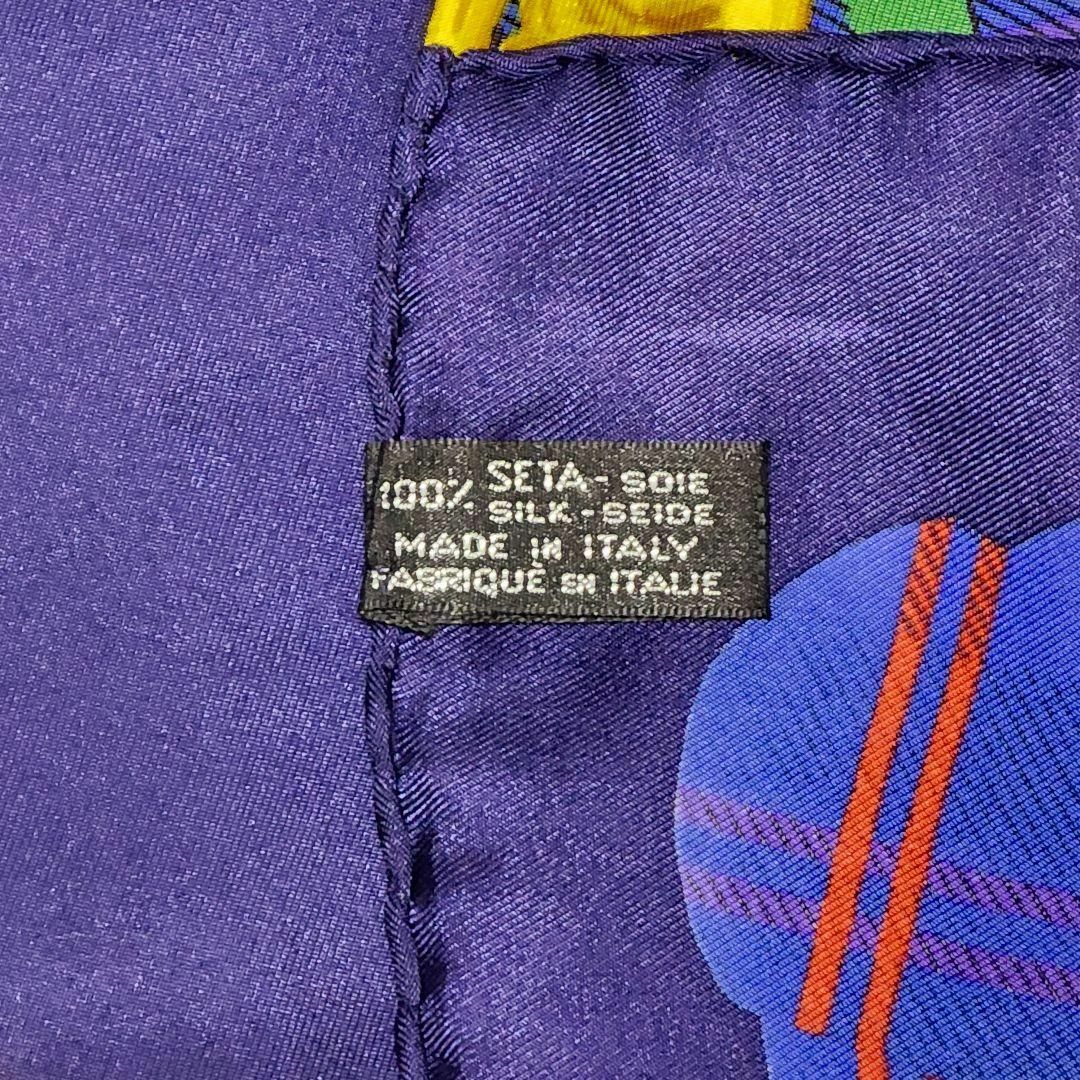 100% SETA - SOIE
SILK - SEIDE
MADE IN ITALY
FABRIQUÉ EN ITALIE